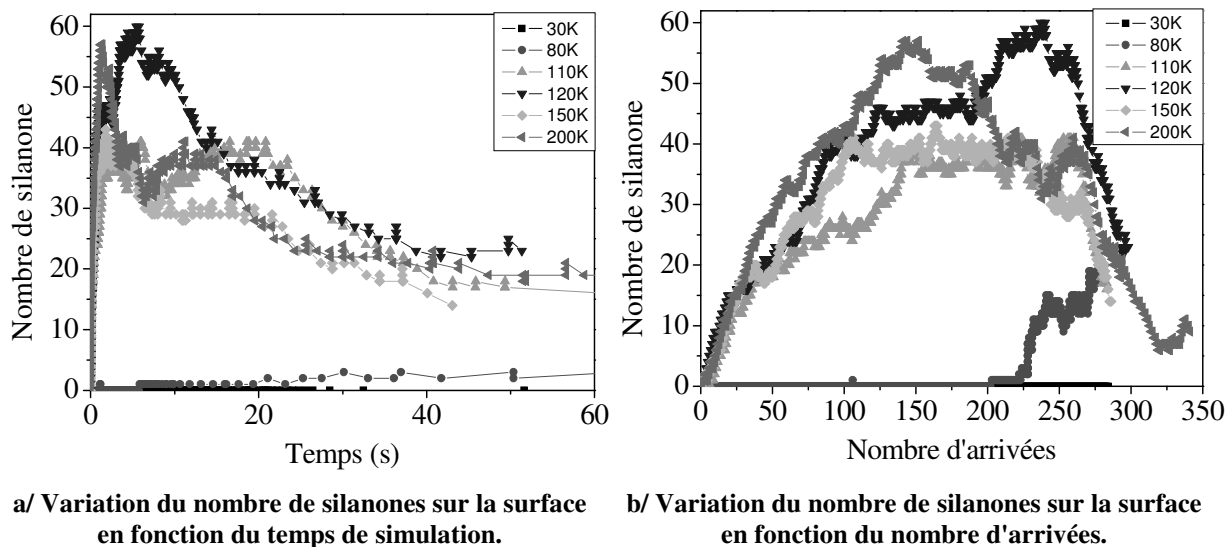 60
50
40
30
20
10
0
Nombre de silanone
0 20 40 60
Temps (s)
30K
80K
110K
120K
150K
200K
a/ Variation du nombre de silanones sur la surface
en fonction du temps de simulation.
60
50
40
30
20
10
0
Nombre de silanone
0 50 100 150 200 250 300 350
Nombre d'arrivées
30K
80K
110K
120K
150K
200K
b/ Variation du nombre de silanones sur la surface
en fonction du nombre d'arrivées.